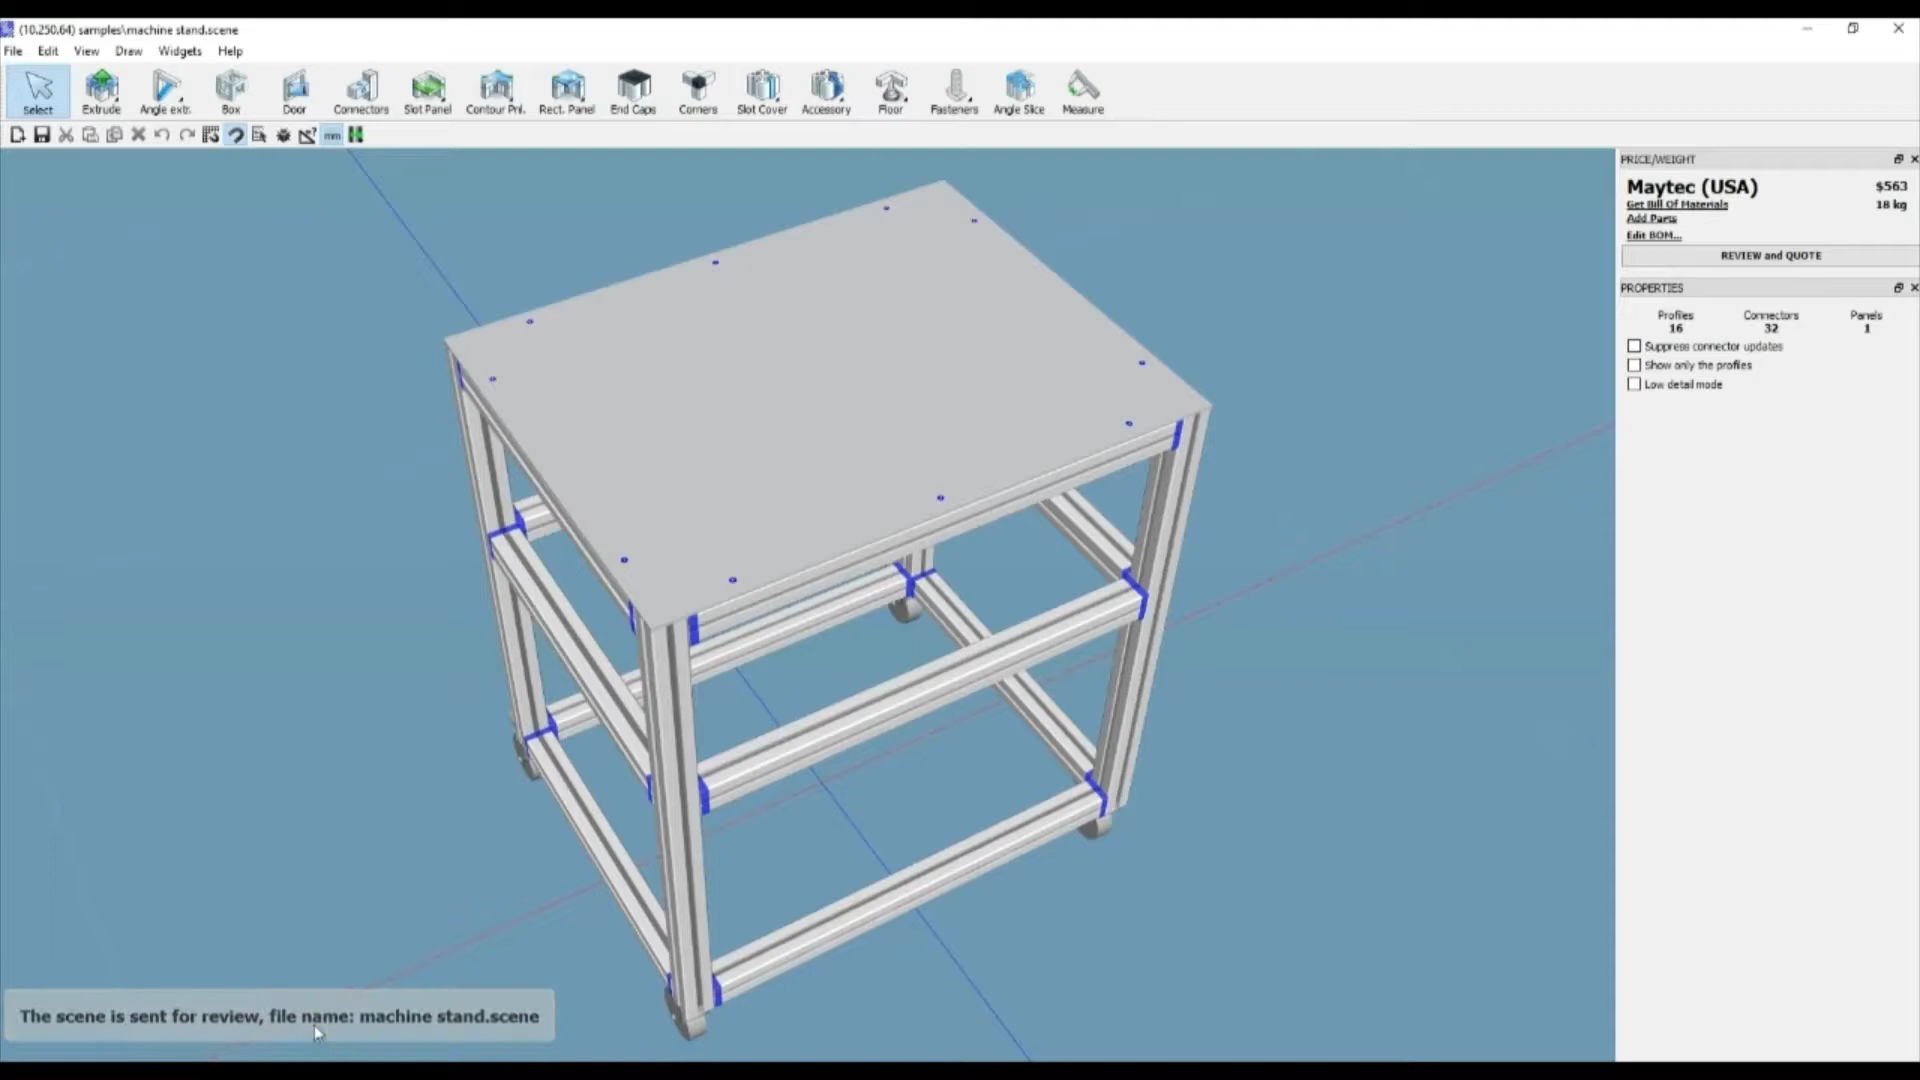 (10.250.64) samples\machine stand.scene
File Edit View Draw Widgets Help
Select Extrude Angle extr. Box Door Connectors Slot Panel Contour Pnl. Rect. Panel End Caps Corners Slot Cover Accessory Floor Fasteners Angle Slice Measure
mm
PRICE/WEIGHT
Maytec (USA) $563
Get Bill Of Materials 18 kg
Add Parts
Edit BOM...
REVIEW and QUOTE
PROPERTIES
Profiles Connectors Panels
16 32 1
Suppress connector updates
Show only the profiles
Low detail mode
The scene is sent for review, file name: machine stand.scene